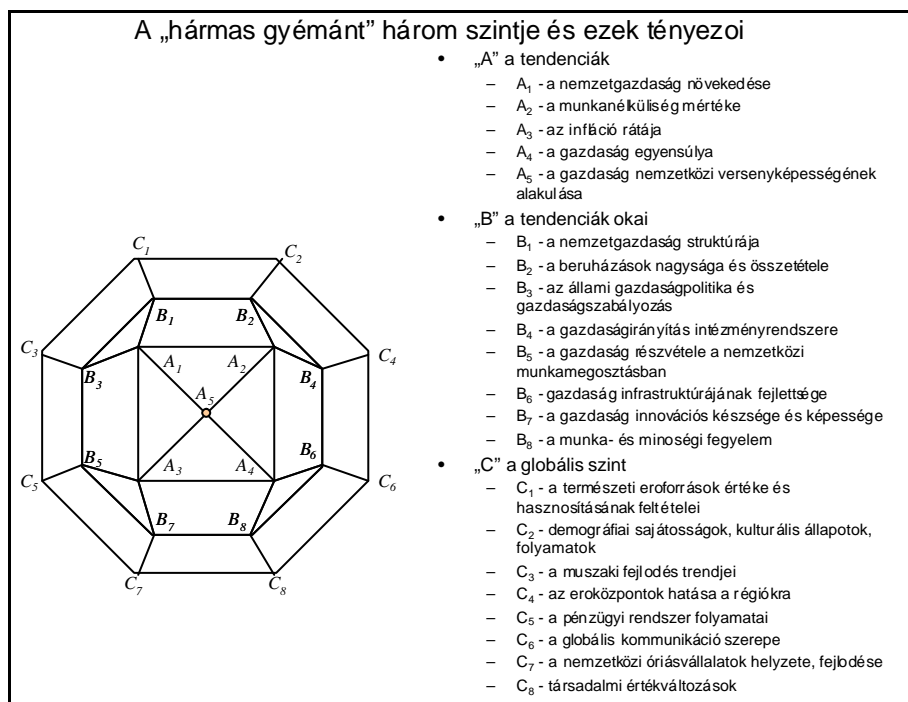 A „hármas gyémánt” három szintje és ezek tényezoi
• „A” a tendenciák
– A₁ - a nemzetgazdaság növekedése
– A₂ - a munkanélküliség mértéke
– A₃ - az infláció rátája
– A₄ - a gazdaság egyensúlya
– A₅ - a gazdaság nemzetközi versenyképességének
alakulása
• „B” a tendenciák okai
– B₁ - a nemzetgazdaság struktúrája
– B₂ - a beruházások nagysága és összetétele
– B₃ - az állami gazdaságpolitika és
gazdaságszabályozás
– B₄ - a gazdaságirányítás intézményrendszere
– B₅ - a gazdaság részvétele a nemzetközi
munkamegosztásban
– B₆ - gazdaság infrastruktúrájának fejlettsége
– B₇ - a gazdaság innovációs készsége és képessége
– B₈ - a munka- és minoségi fegyelem
• „C” a globális szint
– C₁ - a természeti eroforrások értéke és
hasznosításának feltételei
– C₂ - demográfiai sajátosságok, kulturális állapotok,
folyamatok
– C₃ - a muszaki fejlodés trendjei
– C₄ - az eroközpontok hatása a régiókra
– C₅ - a pénzügyi rendszer folyamatai
– C₆ - a globális kommunikáció szerepe
– C₇ - a nemzetközi óriásvállalatok helyzete, fejlodése
– C₈ - társadalmi értékváltozások
C₁ C₂
B₁ B₂
C₃ C₄
A₁ A₂
B₃ B₄
A₅
B₅ B₆
A₃ A₄
C₅ C₆
B₇ B₈
C₇ C₈